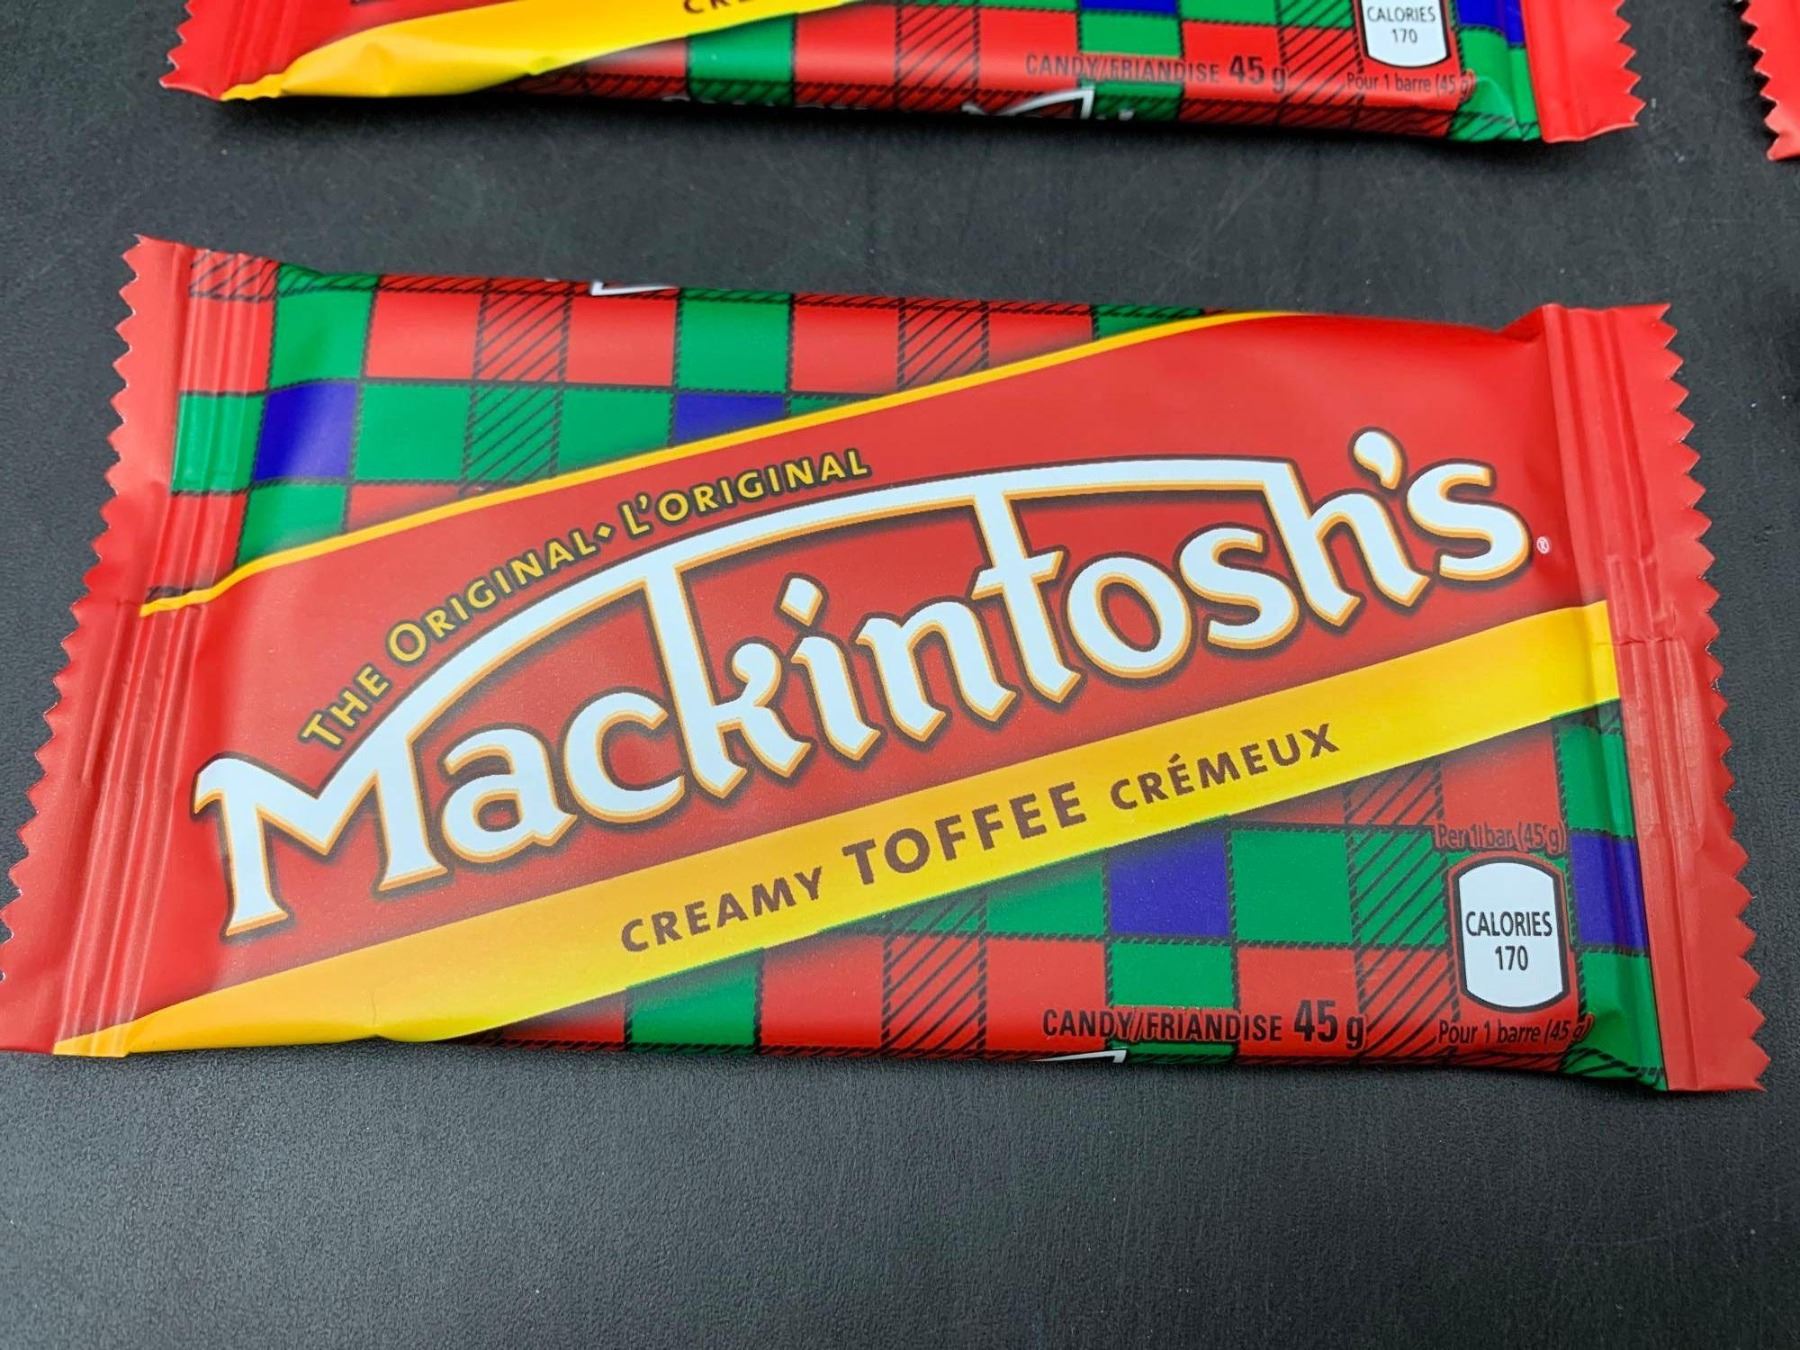 CALORIES
170
CANDY/FRIANDISE 45 g
Pour 1 barre (45 g)
THE ORIGINAL • L'ORIGINAL
Mackintosh's®
CREAMY TOFFEE CRÉMEUX
Per 1 bar (45 g)
CALORIES
170
CANDY/FRIANDISE 45 g
Pour 1 barre (45 g)